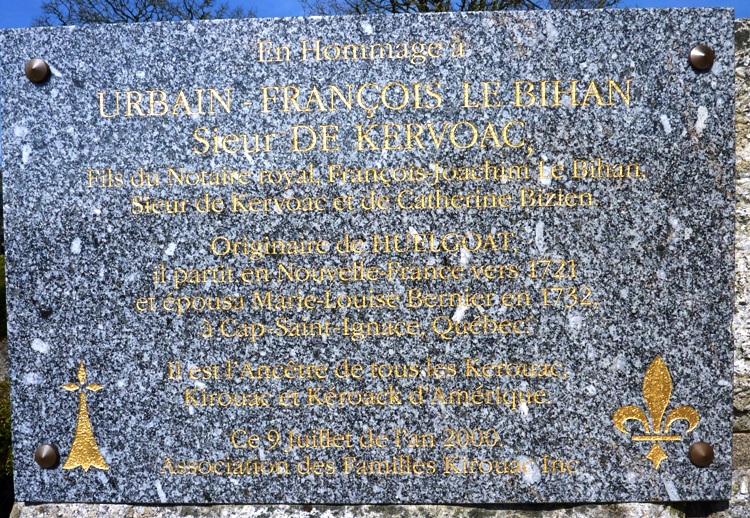 En Hommage à
URBAIN-FRANÇOIS LE BIHAN
Sieur DE KERVOAC,
Fils du Notaire royal, François-Joachim Le Bihan,
Sieur de Kervoac et de Catherine Bizien.
Originaire de HUELGOAT,
il partit en Nouvelle-France vers 1721
et épousa Marie-Louise Bernier en 1732,
à Cap-Saint-Ignace, Québec.
Il est l'Ancêtre de tous les Kerouac,
Kirouac et Kéroack d'Amérique.
Ce 9 Juillet de l'an 2000
Association des Familles Kirouac Inc.